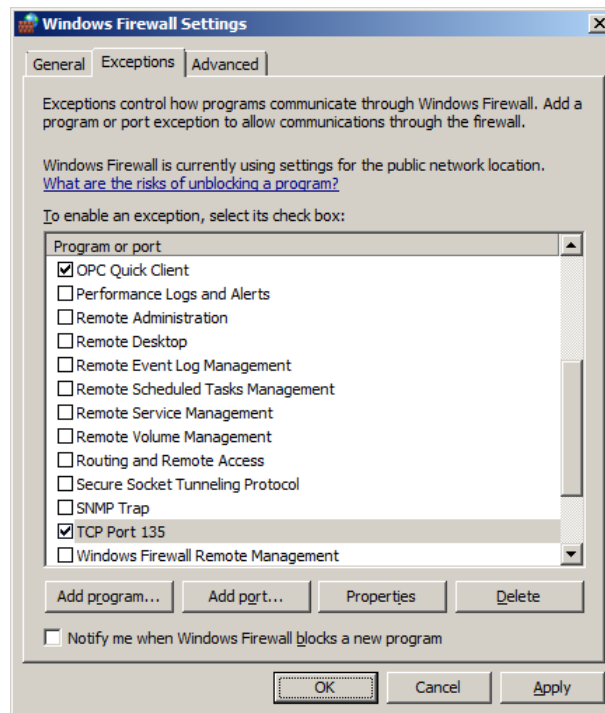 Windows Firewall Settings
General Exceptions Advanced
Exceptions control how programs communicate through Windows Firewall. Add a
program or port exception to allow communications through the firewall.
Windows Firewall is currently using settings for the public network location.
What are the risks of unblocking a program?
To enable an exception, select its check box:
Program or port
OPC Quick Client
Performance Logs and Alerts
Remote Administration
Remote Desktop
Remote Event Log Management
Remote Scheduled Tasks Management
Remote Service Management
Remote Volume Management
Routing and Remote Access
Secure Socket Tunneling Protocol
SNMP Trap
TCP Port 135
Windows Firewall Remote Management
Add program... Add port... Properties Delete
Notify me when Windows Firewall blocks a new program
OK Cancel Apply